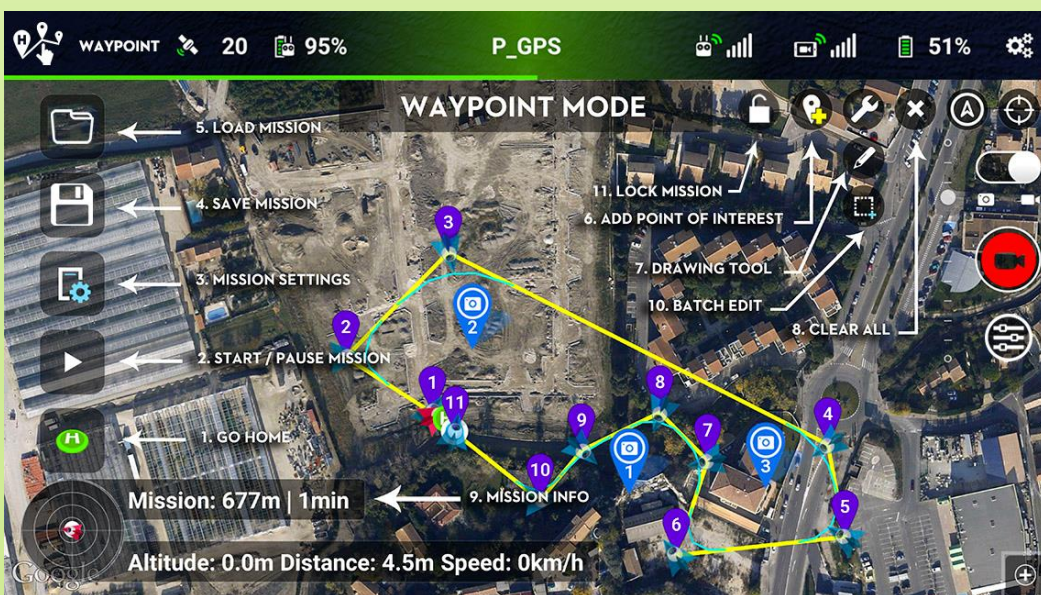 WAYPOINT 20 95% P_GPS 51%
WAYPOINT MODE
5. LOAD MISSION
11. LOCK MISSION
4. SAVE MISSION
6. ADD POINT OF INTEREST
3
7. DRAWING TOOL
3. MISSION SETTINGS
10. BATCH EDIT
2
2
8. CLEAR ALL
2. START / PAUSE MISSION
1
11
8
4
9
7
H
1. GO HOME
1
3
10
Mission: 677m | 1min
9. MISSION INFO
6
5
Altitude: 0.0m Distance: 4.5m Speed: 0km/h
Google